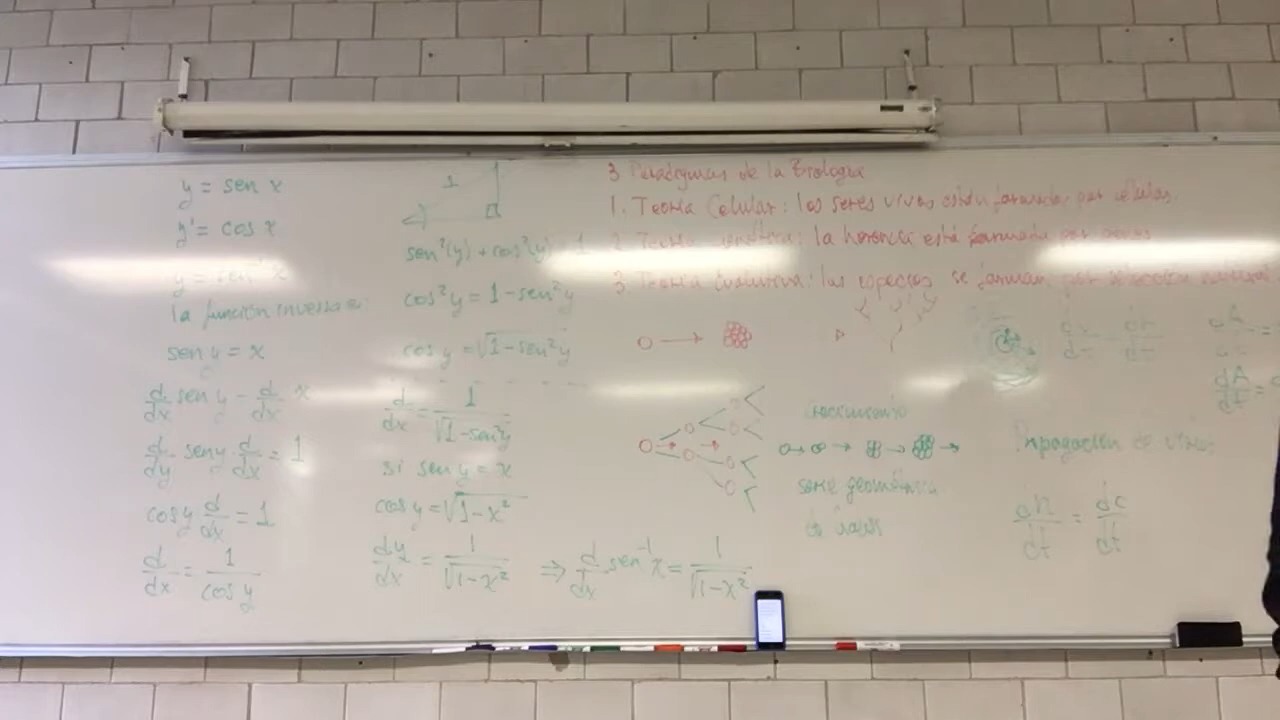 y = sen x
y' = cos x
y = sen⁻¹ x
la función inversa
sen y = x
d/dx sen y = d/dx x
d/dy sen y · d/dx = 1
cos y d/dx = 1
d/dx = 1/cos y
1
sen²(y) + cos²(y) = 1
cos² y = 1 - sen² y
cos y = √1 - sen² y
d/dx = 1/√1 - sen² y
si sen y = x
cos y = √1 - x²
dy/dx = 1/√1 - x² ⇒ d/dx sen⁻¹ x = 1/√1 - x²
3 Paradigmas de la Biología
1. Teoría Celular: los seres vivos están formados por células.
2. Teoría : la herencia está formada por genes
3. Teoría Evolutiva: las especies se forman por selección natural
Crecimiento
serie geométrica
Propagación de virus
dn/dt = dc/dt
dA/dt =